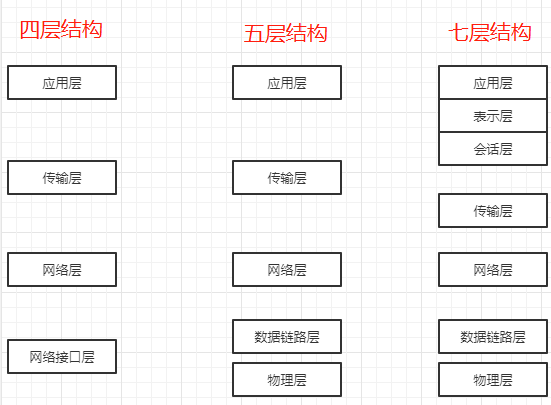 四层结构
五层结构
七层结构
应用层
应用层
应用层
表示层
会话层
传输层
传输层
传输层
网络层
网络层
网络层
网络接口层
数据链路层
数据链路层
物理层
物理层